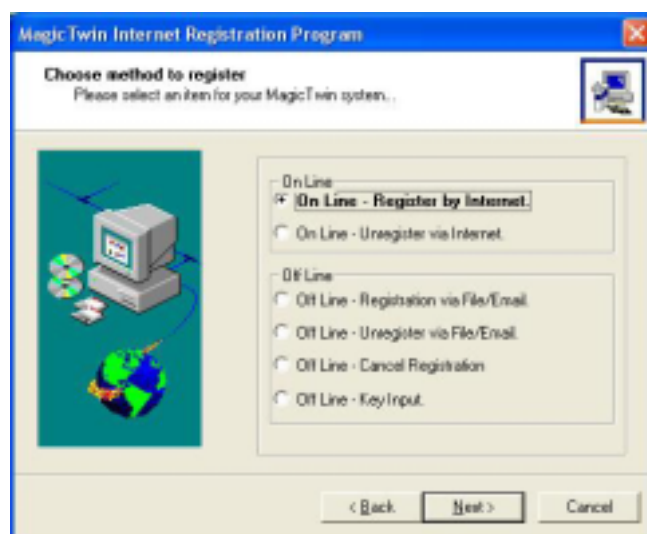 MagicTwin Internet Registration Program
Choose method to register
Please select an item for your MagicTwin system...
On Line
On Line - Register by Internet.
On Line - Unregister via Internet.
Off Line
Off Line - Registration via File/Email.
Off Line - Unregister via File/Email.
Off Line - Cancel Registration
Off Line - Key Input.
< Back
Next >
Cancel